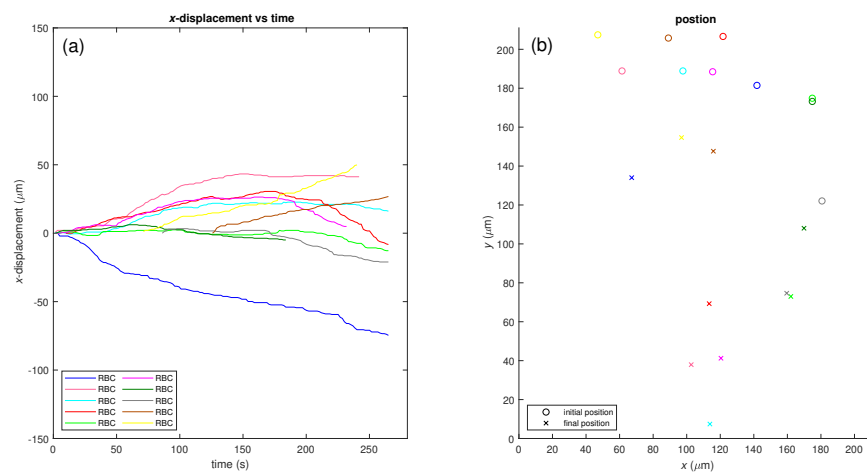 x-displacement vs time
(a)
x-displacement (μm)
150
100
50
0
-50
-100
-150
0 50 100 150 200 250
time (s)
RBC RBC
RBC RBC
RBC RBC
RBC RBC
RBC RBC
postion
(b)
y (μm)
200
180
160
140
120
100
80
60
40
20
0
0 20 40 60 80 100 120 140 160 180 200
x (μm)
initial position
final position